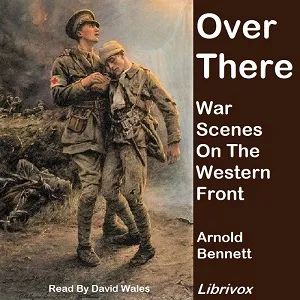 Over
There
War
Scenes
On The
Western
Front
Arnold
Bennett
Read By David Wales
Librivox